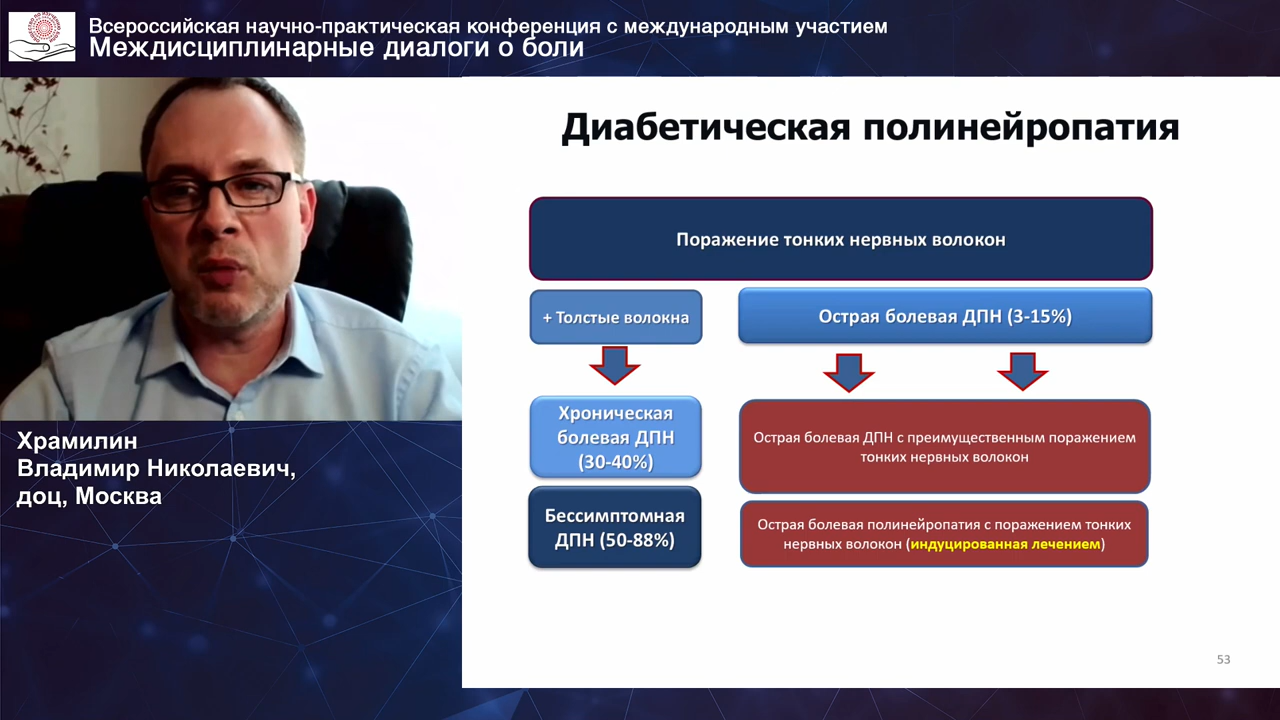 Всероссийская научно-практическая конференция с международным участием
Междисциплинарные диалоги о боли
Храмилин
Владимир Николаевич,
доц, Москва
Диабетическая полинейропатия
Поражение тонких нервных волокон
+ Толстые волокна
Хроническая
болевая ДПН
(30-40%)
Бессимптомная
ДПН (50-88%)
Острая болевая ДПН (3-15%)
Острая болевая ДПН с преимущественным поражением
тонких нервных волокон
Острая болевая полинейропатия с поражением тонких
нервных волокон (индуцированная лечением)
53